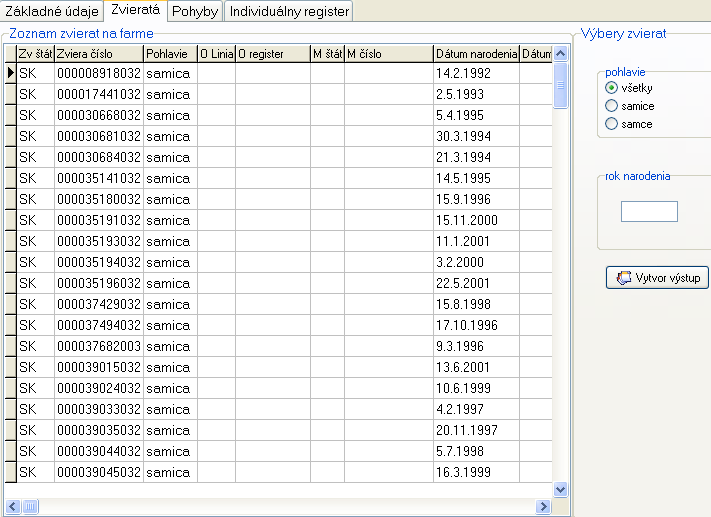 Základné údaje Zvieratá Pohyby Individuálny register
Zoznam zvierat na farme
Zv štát Zviera číslo Pohlavie O Linia O register M štát M číslo Dátum narodenia Dátum
SK 000008918032 samica 14.2.1992
SK 000017441032 samica 2.5.1993
SK 000030668032 samica 5.4.1995
SK 000030681032 samica 30.3.1994
SK 000030684032 samica 21.3.1994
SK 000035141032 samica 14.5.1995
SK 000035180032 samica 15.9.1996
SK 000035191032 samica 15.11.2000
SK 000035193032 samica 11.1.2001
SK 000035194032 samica 3.2.2000
SK 000035196032 samica 22.5.2001
SK 000037429032 samica 15.8.1998
SK 000037494032 samica 17.10.1996
SK 000037682003 samica 9.3.1996
SK 000039015032 samica 13.6.2001
SK 000039024032 samica 10.6.1999
SK 000039033032 samica 4.2.1997
SK 000039035032 samica 20.11.1997
SK 000039044032 samica 5.7.1998
SK 000039045032 samica 16.3.1999
Výbery zvierat
pohlavie
všetky
samice
samce
rok narodenia
Vytvor výstup